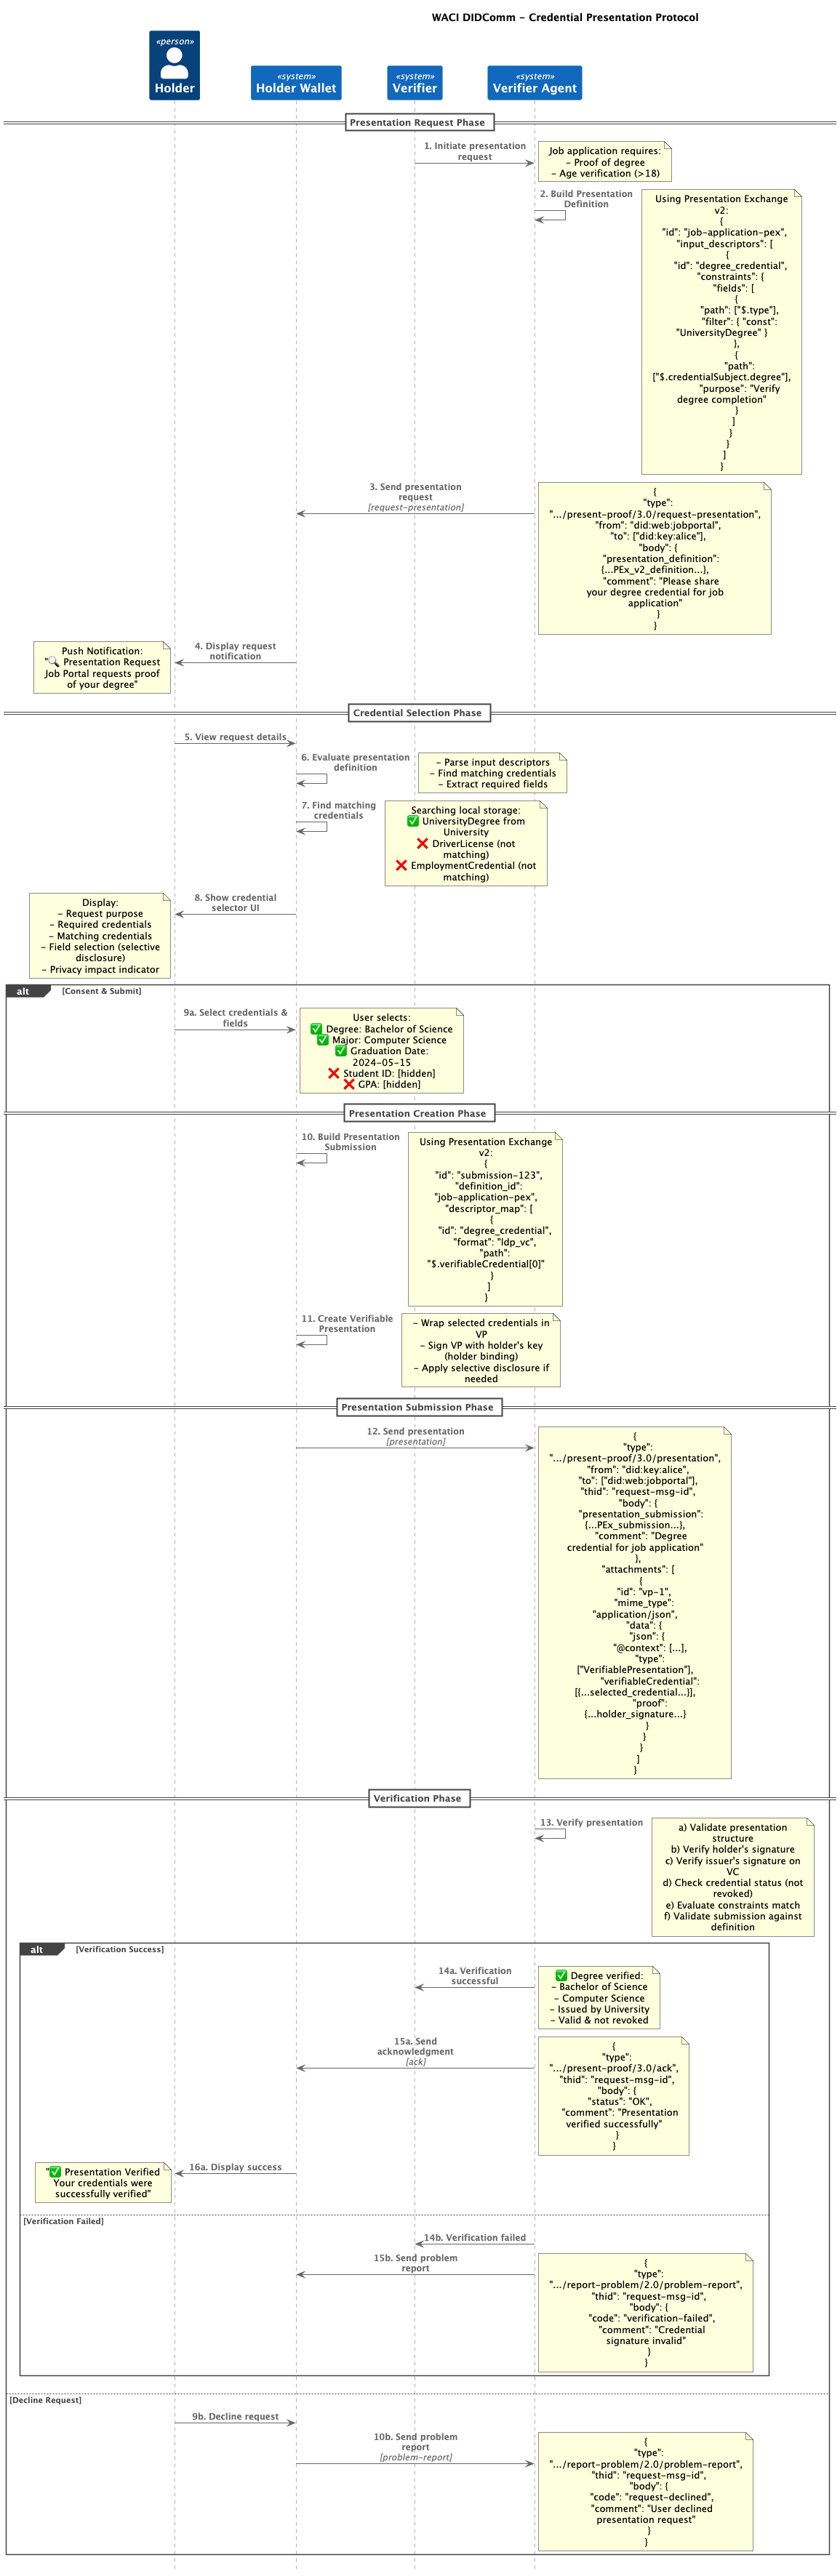 WACI DIDComm - Credential Presentation Protocol
«person»
Holder
«system»
Holder Wallet
«system»
Verifier
«system»
Verifier Agent
Presentation Request Phase
1. Initiate presentation
request
Job application requires:
- Proof of degree
- Age verification (>18)
2. Build Presentation
Definition
Using Presentation Exchange
v2:
{
"id": "job-application-pex",
"input_descriptors": [
{
"id": "degree_credential",
"constraints": {
"fields": [
{
"path": ["$.type"],
"filter": { "const":
"UniversityDegree" }
},
{
"path":
["$.credentialSubject.degree"],
"purpose": "Verify
degree completion"
}
]
}
}
]
}
3. Send presentation
request
[request-presentation]
{
"type":
".../present-proof/3.0/request-presentation",
"from": "did:web:jobportal",
"to": ["did:key:alice"],
"body": {
"presentation_definition":
{...PEx_v2_definition...},
"comment": "Please share
your degree credential for job
application"
}
}
4. Display request
notification
Push Notification:
"🔍 Presentation Request
Job Portal requests proof
of your degree"
Credential Selection Phase
5. View request details
6. Evaluate presentation
definition
- Parse input descriptors
- Find matching credentials
- Extract required fields
7. Find matching
credentials
Searching local storage:
✅ UniversityDegree from
University
❌ DriverLicense (not
matching)
❌ EmploymentCredential (not
matching)
8. Show credential
selector UI
Display:
- Request purpose
- Required credentials
- Matching credentials
- Field selection (selective
disclosure)
- Privacy impact indicator
alt [Consent & Submit]
9a. Select credentials &
fields
User selects:
✅ Degree: Bachelor of Science
✅ Major: Computer Science
✅ Graduation Date:
2024-05-15
❌ Student ID: [hidden]
❌ GPA: [hidden]
Presentation Creation Phase
10. Build Presentation
Submission
Using Presentation Exchange
v2:
{
"id": "submission-123",
"definition_id":
"job-application-pex",
"descriptor_map": [
{
"id": "degree_credential",
"format": "ldp_vc",
"path":
"$.verifiableCredential[0]"
}
]
}
11. Create Verifiable
Presentation
- Wrap selected credentials in
VP
- Sign VP with holder's key
(holder binding)
- Apply selective disclosure if
needed
Presentation Submission Phase
12. Send presentation
[presentation]
{
"type":
".../present-proof/3.0/presentation",
"from": "did:key:alice",
"to": ["did:web:jobportal"],
"thid": "request-msg-id",
"body": {
"presentation_submission":
{...PEx_submission...},
"comment": "Degree
credential for job application"
},
"attachments": [
{
"id": "vp-1",
"mime_type":
"application/json",
"data": {
"json": {
"@context": [...],
"type":
["VerifiablePresentation"],
"verifiableCredential":
[{...selected_credential...}],
"proof":
{...holder_signature...}
}
}
}
]
}
Verification Phase
13. Verify presentation
a) Validate presentation
structure
b) Verify holder's signature
c) Verify issuer's signature on
VC
d) Check credential status (not
revoked)
e) Evaluate constraints match
f) Validate submission against
definition
alt [Verification Success]
14a. Verification
successful
✅ Degree verified:
- Bachelor of Science
- Computer Science
- Issued by University
- Valid & not revoked
15a. Send
acknowledgment
[ack]
{
"type":
".../present-proof/3.0/ack",
"thid": "request-msg-id",
"body": {
"status": "OK",
"comment": "Presentation
verified successfully"
}
}
16a. Display success
"✅ Presentation Verified
Your credentials were
successfully verified"
[Verification Failed]
14b. Verification failed
15b. Send problem
report
{
"type":
".../report-problem/2.0/problem-report",
"thid": "request-msg-id",
"body": {
"code": "verification-failed",
"comment": "Credential
signature invalid"
}
}
[Decline Request]
9b. Decline request
10b. Send problem
report
[problem-report]
{
"type":
".../report-problem/2.0/problem-report",
"thid": "request-msg-id",
"body": {
"code": "request-declined",
"comment": "User declined
presentation request"
}
}